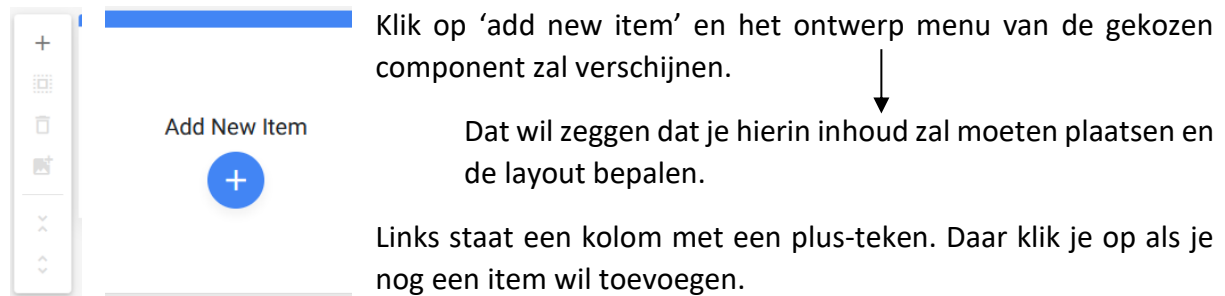 Add New Item
Klik op ‘add new item’ en het ontwerp menu van de gekozen
component zal verschijnen.
Dat wil zeggen dat je hierin inhoud zal moeten plaatsen en
de layout bepalen.
Links staat een kolom met een plus-teken. Daar klik je op als je
nog een item wil toevoegen.